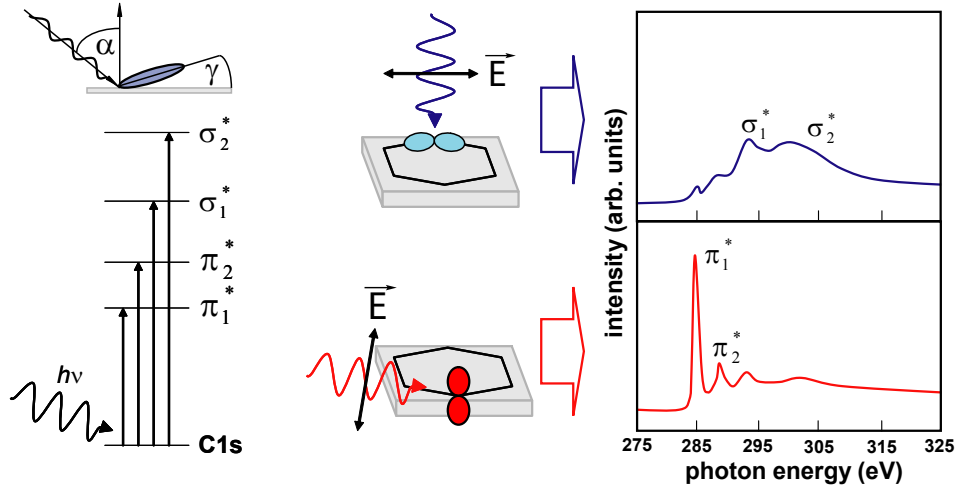 α
γ
σ₂*
σ₁*
π₂*
π₁*
hν
C1s
E
E
intensity (arb. units)
σ₁*
σ₂*
π₁*
π₂*
275 285 295 305 315 325
photon energy (eV)